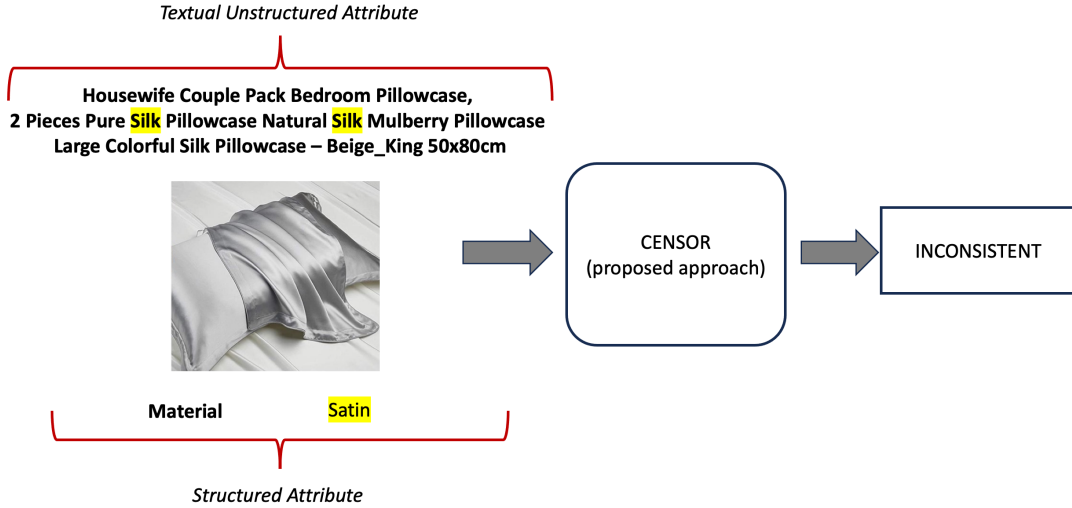 Textual Unstructured Attribute
Housewife Couple Pack Bedroom Pillowcase,
2 Pieces Pure Silk Pillowcase Natural Silk Mulberry Pillowcase
Large Colorful Silk Pillowcase – Beige_King 50x80cm
CENSOR
(proposed approach)
INCONSISTENT
Material Satin
Structured Attribute